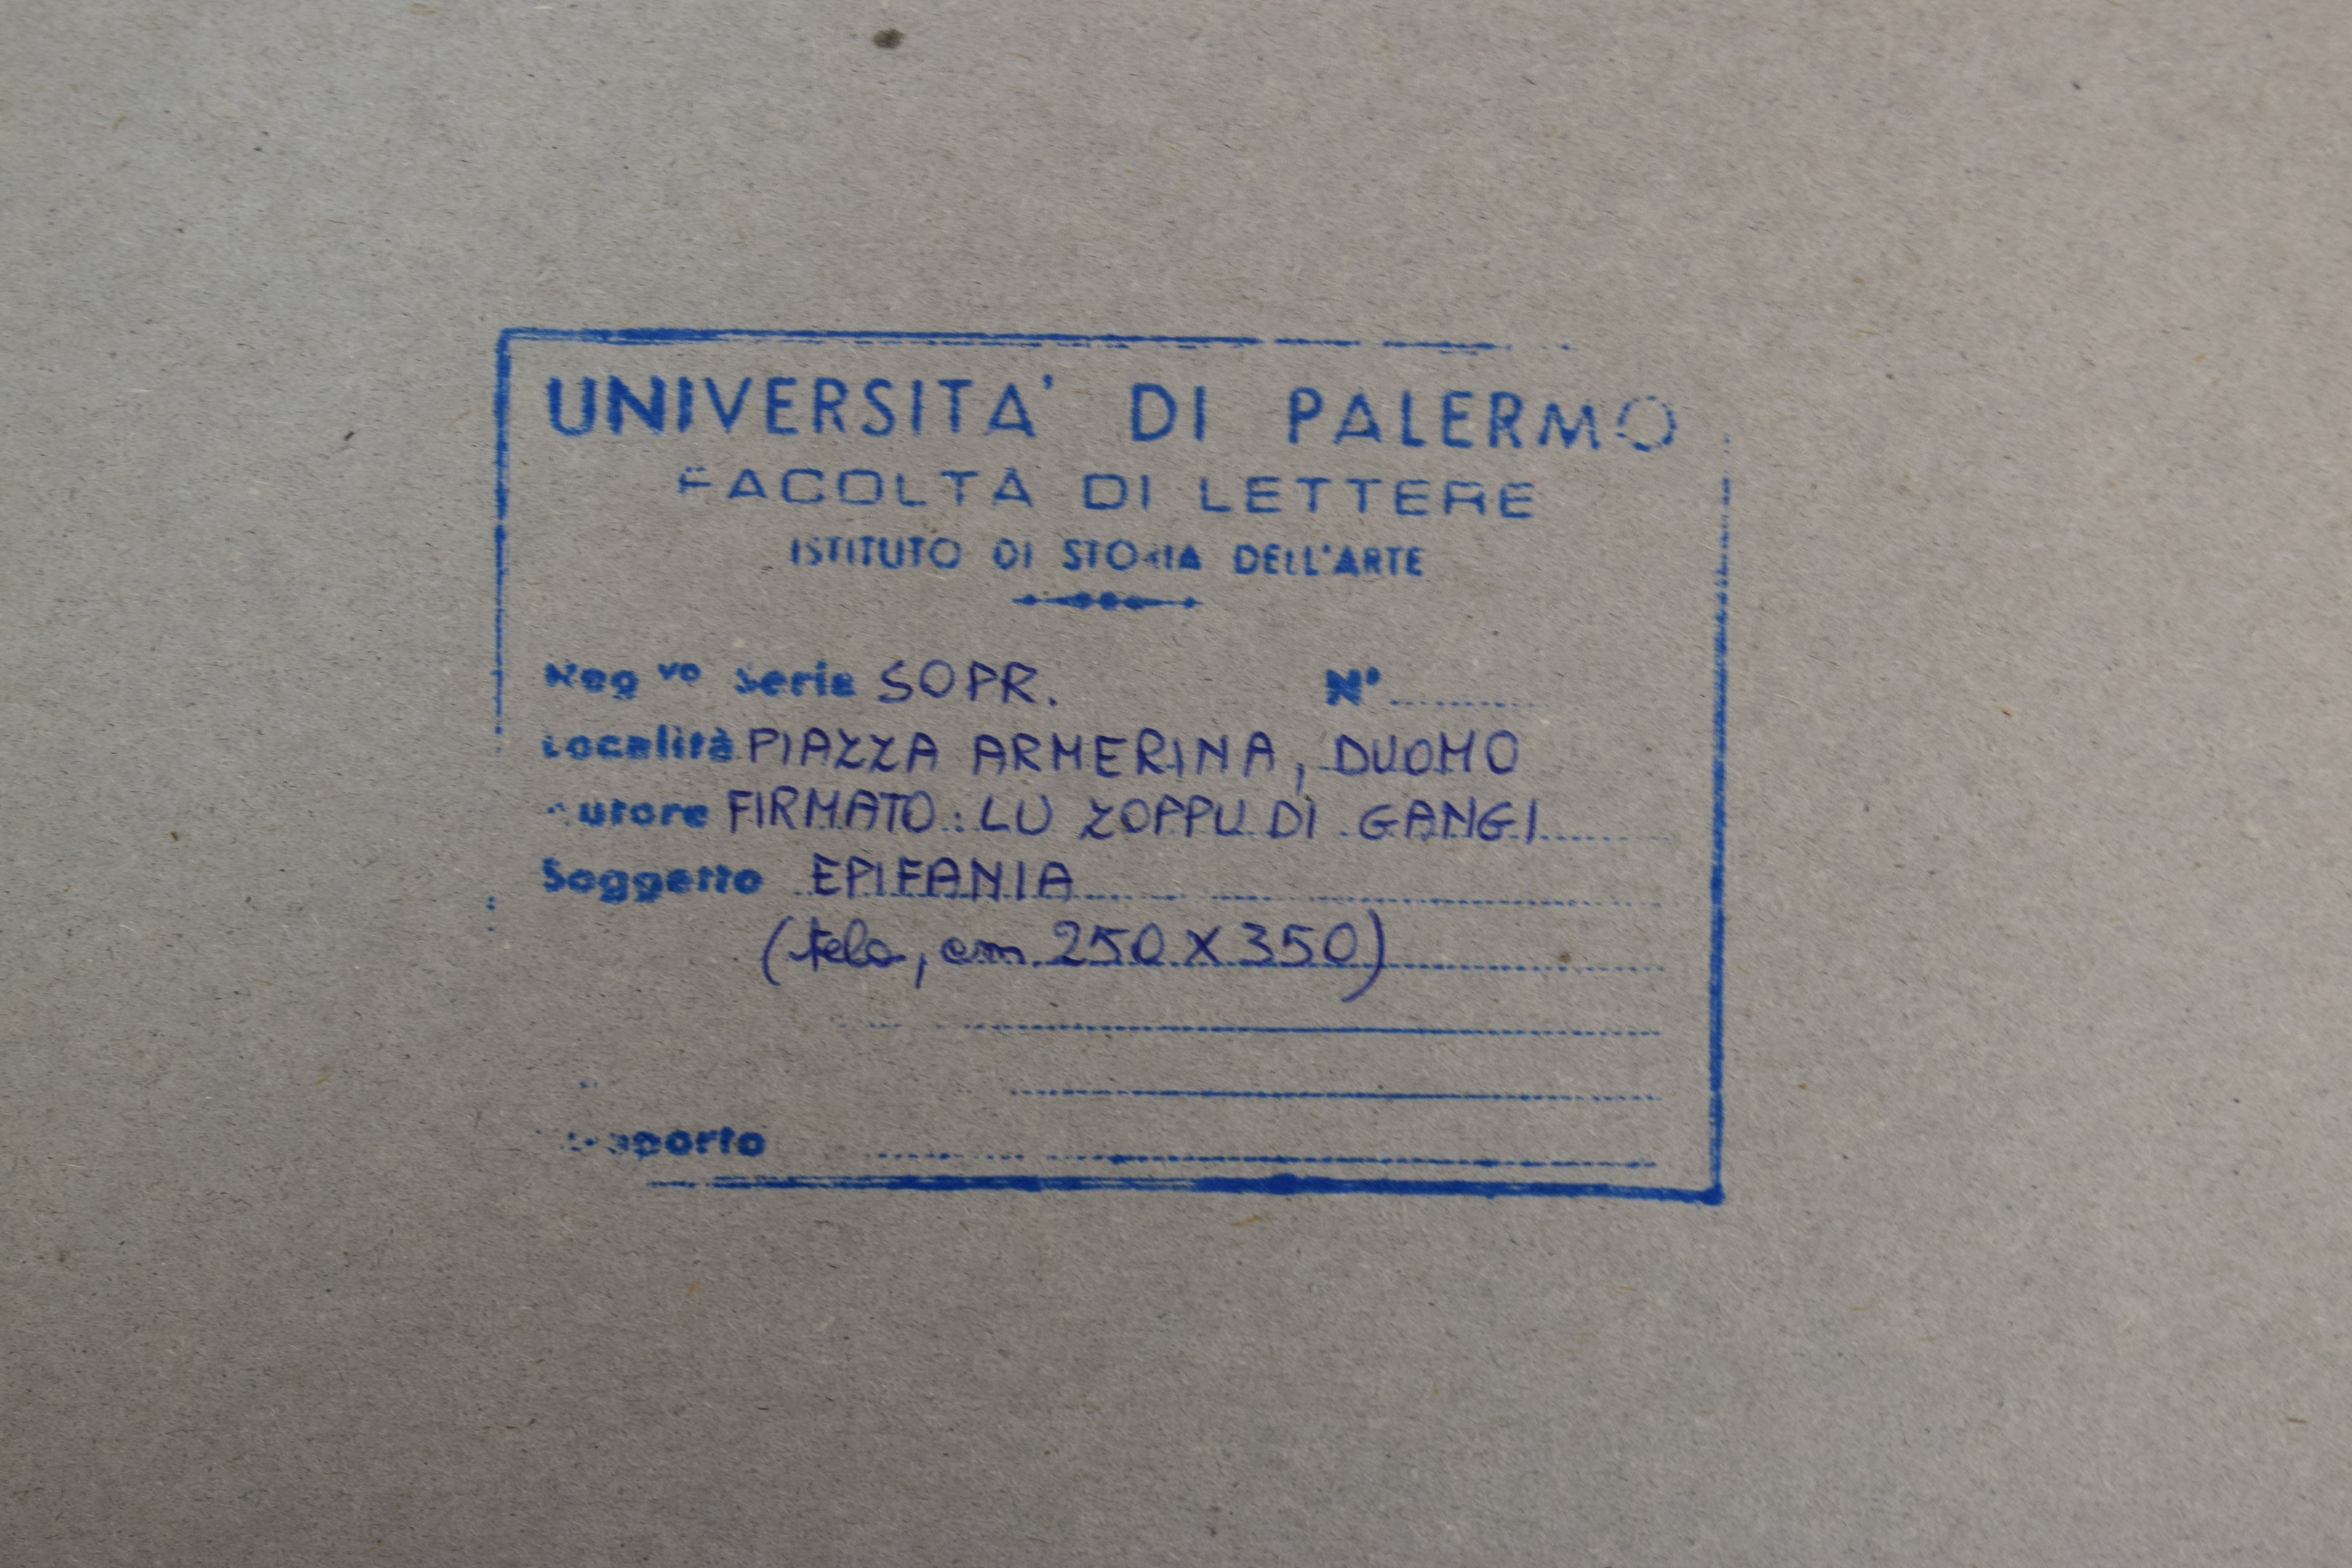 UNIVERSITA' DI PALERMO
FACOLTÀ DI LETTERE
ISTITUTO DI STORIA DELL'ARTE
Neg vo Serie SOPR. N°
Località PIAZZA ARMERINA, DUOMO
Autore FIRMATO: LU ZOPPU DI GANGI
Soggetto EPIFANIA
(tela, cm. 250 X 350)